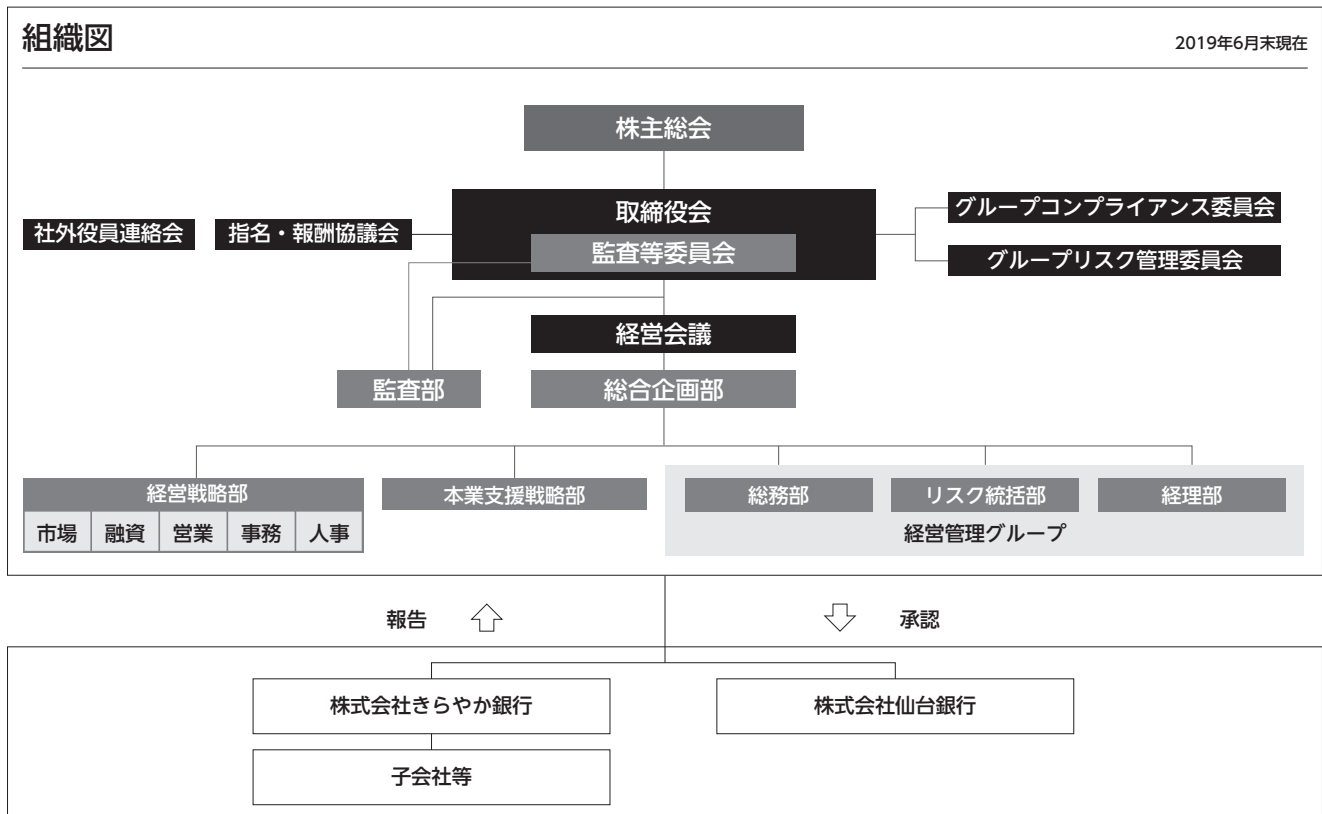 組織図
2019年6月末現在
株主総会
取締役会
監査等委員会
社外役員連絡会
指名・報酬協議会
グループコンプライアンス委員会
グループリスク管理委員会
経営会議
監査部
総合企画部
経営戦略部
市場 融資 営業 事務 人事
本業支援戦略部
総務部
リスク統括部
経理部
経営管理グループ
報告
承認
株式会社きらやか銀行
株式会社仙台銀行
子会社等